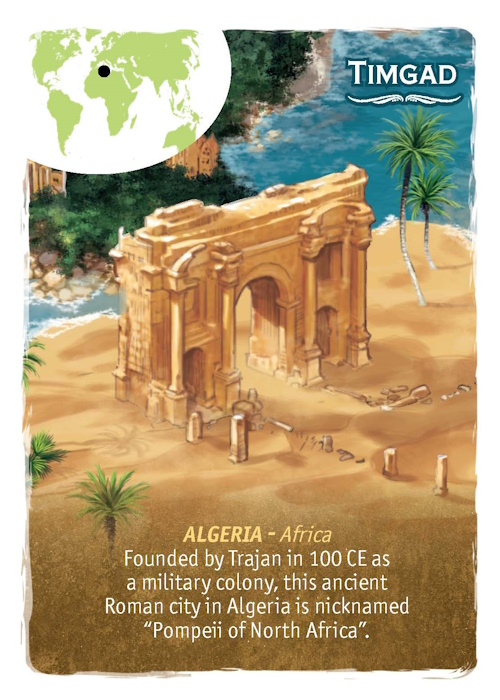 TIMGAD
ALGERIA - Africa
Founded by Trajan in 100 CE as
a military colony, this ancient
Roman city in Algeria is nicknamed
“Pompeii of North Africa”.